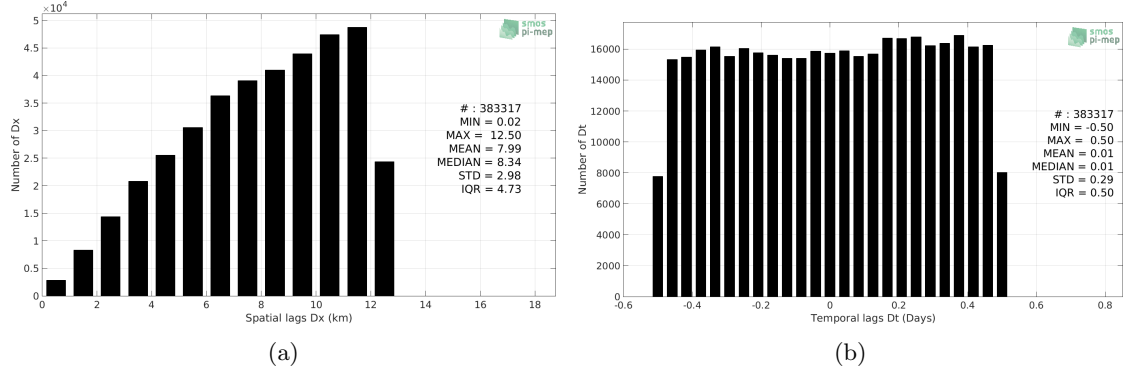 ×10⁴
5
4.5
4
3.5
3
2.5
2
1.5
1
0.5
0
Number of Dx
smos
pi-mep
# : 383317
MIN = 0.02
MAX = 12.50
MEAN = 7.99
MEDIAN = 8.34
STD = 2.98
IQR = 4.73
0 2 4 6 8 10 12 14 16 18
Spatial lags Dx (km)
(a)
16000
14000
12000
10000
8000
6000
4000
2000
0
Number of Dt
smos
pi-mep
# : 383317
MIN = -0.50
MAX = 0.50
MEAN = 0.01
MEDIAN = 0.01
STD = 0.29
IQR = 0.50
-0.6 -0.4 -0.2 0 0.2 0.4 0.6 0.8
Temporal lags Dt (Days)
(b)